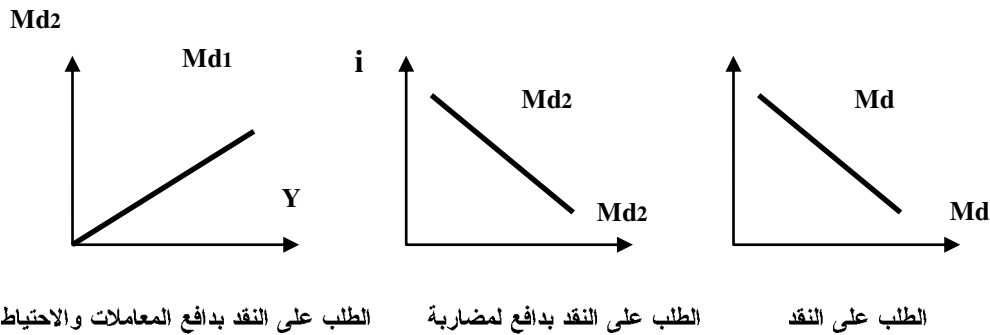 Md2
Md1
i
Md2
Md
Y
Md2
Md
الطلب على النقد بدافع المعاملات والاحتياط
الطلب على النقد بدافع لمضاربة
الطلب على النقد